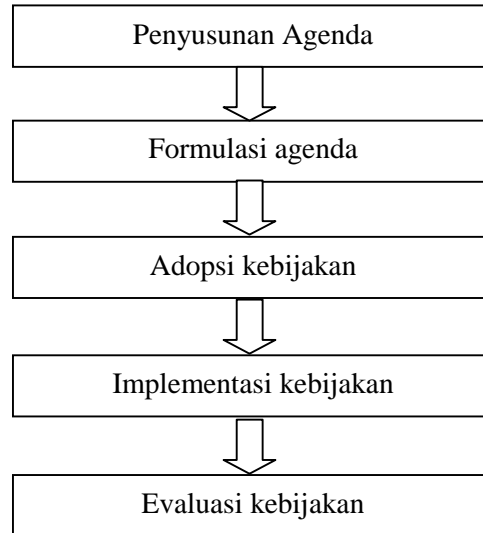 Penyusunan Agenda
Formulasi agenda
Adopsi kebijakan
Implementasi kebijakan
Evaluasi kebijakan